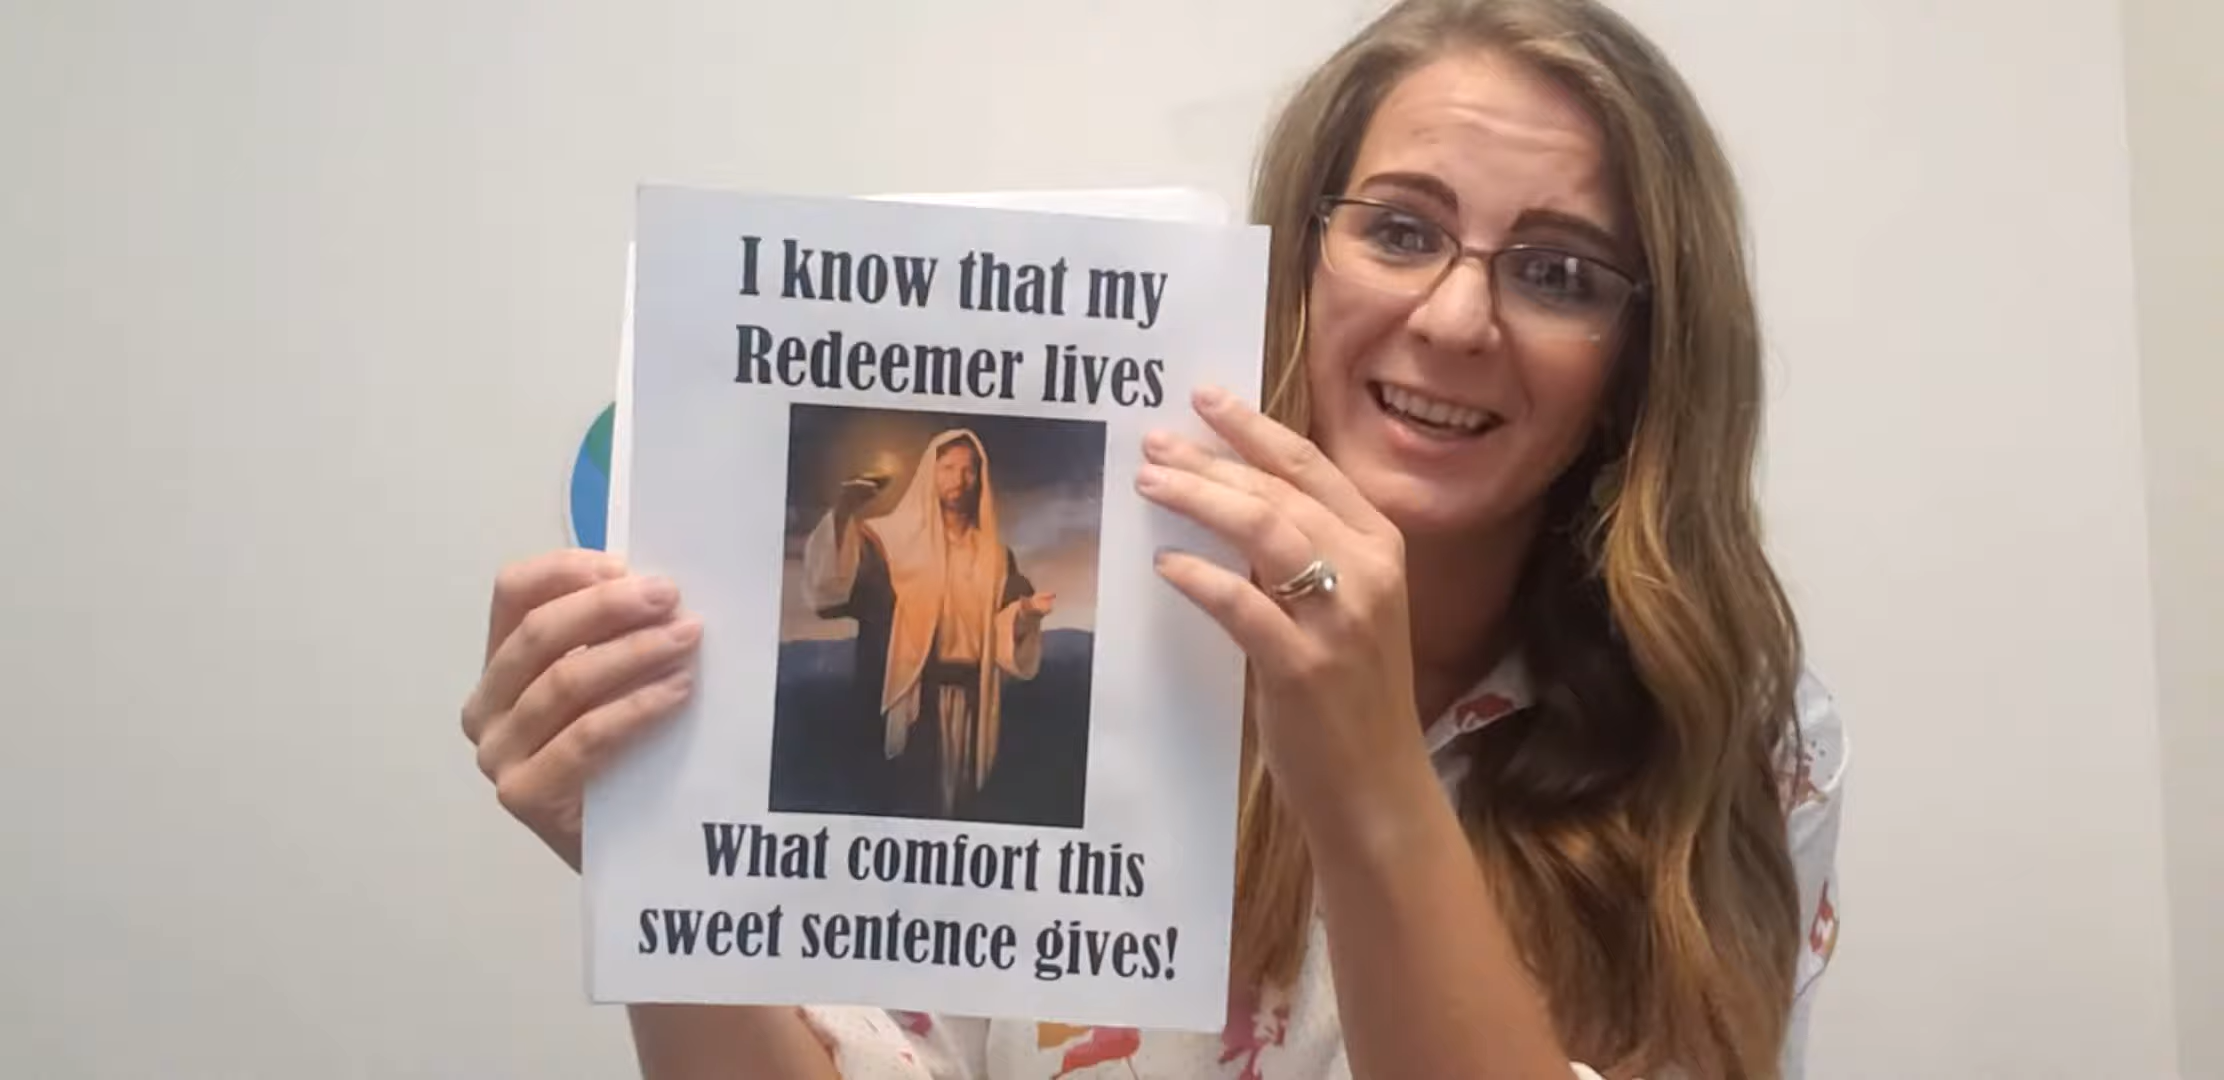 I know that my
Redeemer lives
What comfort this
sweet sentence gives!